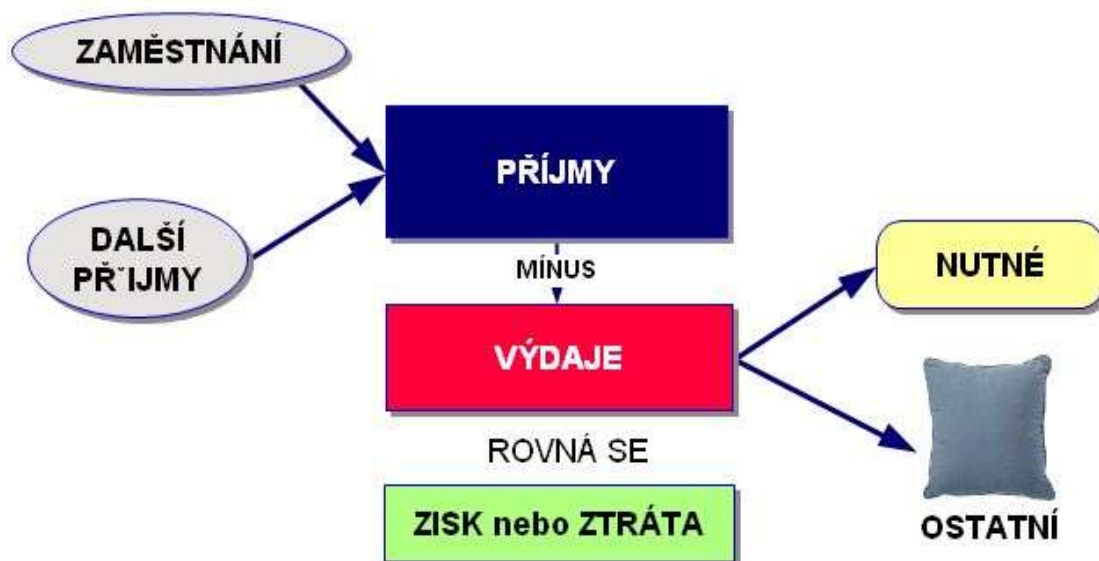 ZAMĚSTNÁNÍ
PŘÍJMY
DALŠÍ
PŘˇIJMY
MÍNUS
NUTNÉ
VÝDAJE
ROVNÁ SE
ZISK nebo ZTRÁTA
OSTATNÍ